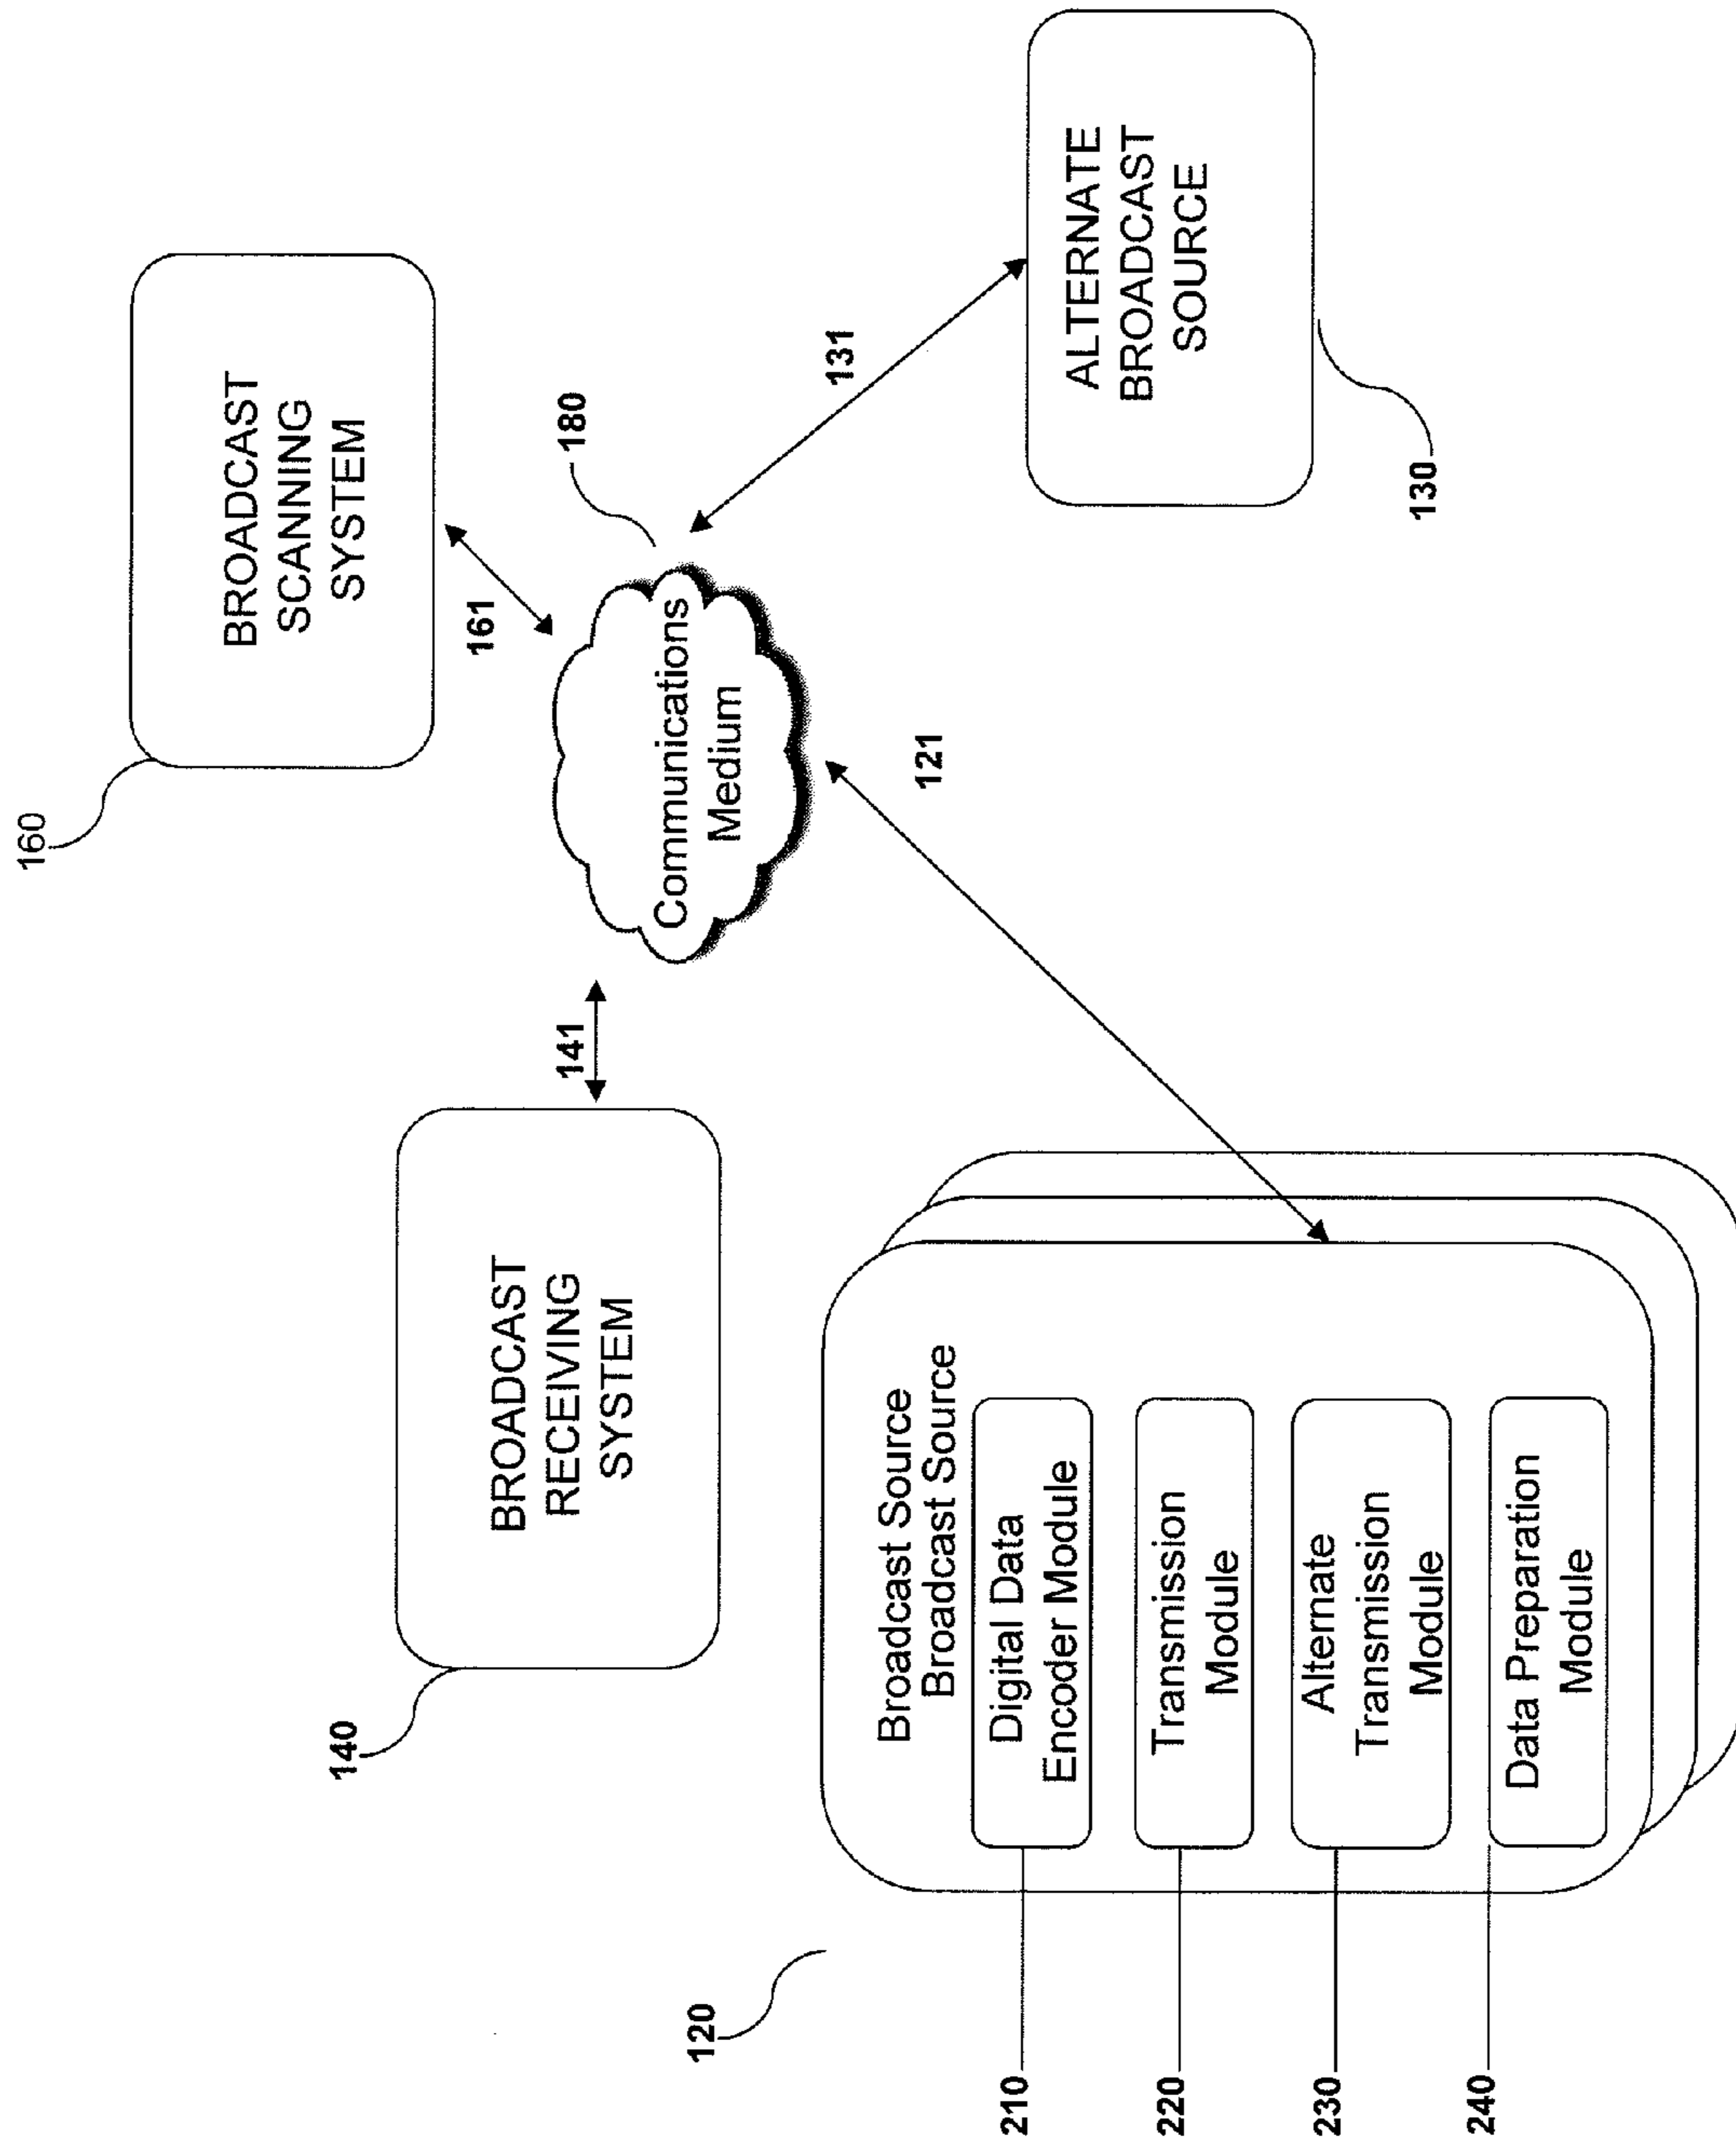 160
BROADCAST
SCANNING
SYSTEM
161
180
Communications
Medium
131
ALTERNATE
BROADCAST
SOURCE
130
140
BROADCAST
RECEIVING
SYSTEM
141
121
120
Broadcast Source
Broadcast Source
210
Digital Data
Encoder Module
220
Transmission
Module
230
Alternate
Transmission
Module
240
Data Preparation
Module